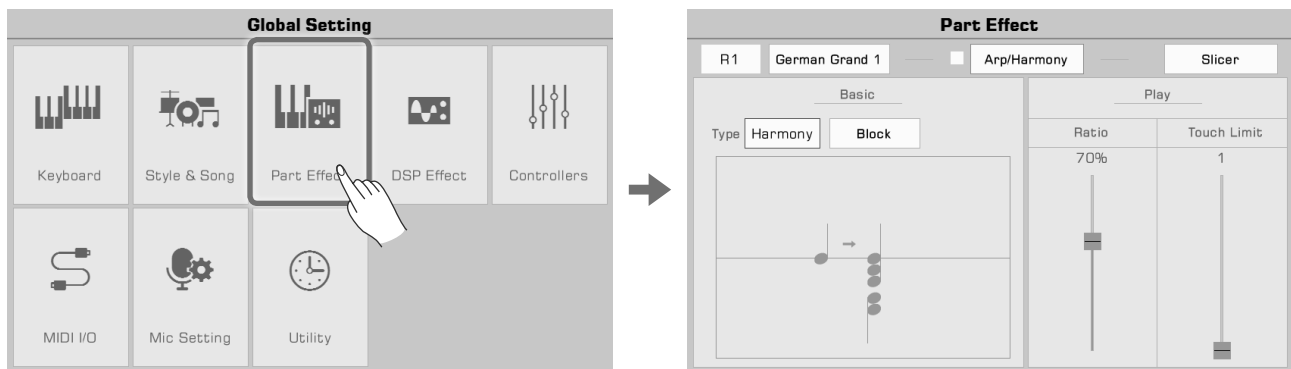 Global Setting
Keyboard
Style & Song
Part Effec
DSP Effect
Controllers
MIDI I/O
Mic Setting
Utility
Part Effect
R1 German Grand 1 Arp/Harmony Slicer
Basic
Type Harmony Block
Play
Ratio Touch Limit
70% 1